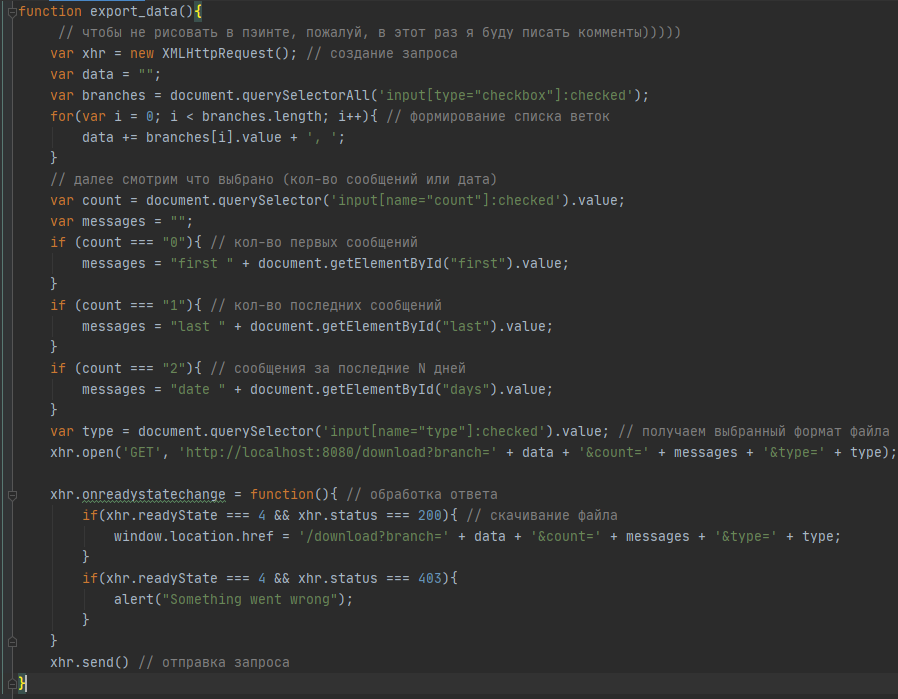 function export_data(){
    // чтобы не рисовать в пэинте, пожалуй, в этот раз я буду писать комменты)))))
    var xhr = new XMLHttpRequest(); // создание запроса
    var data = "";
    var branches = document.querySelectorAll('input[type="checkbox"]:checked');
    for(var i = 0; i < branches.length; i++){ // формирование списка веток
        data += branches[i].value + ', ';
    }
    // далее смотрим что выбрано (кол-во сообщений или дата)
    var count = document.querySelector('input[name="count"]:checked').value;
    var messages = "";
    if (count === "0"){ // кол-во первых сообщений
        messages = "first " + document.getElementById("first").value;
    }
    if (count === "1"){ // кол-во последних сообщений
        messages = "last " + document.getElementById("last").value;
    }
    if (count === "2"){ // сообщения за последние N дней
        messages = "date " + document.getElementById("days").value;
    }
    var type = document.querySelector('input[name="type"]:checked').value; // получаем выбранный формат файла
    xhr.open('GET', 'http://localhost:8080/download?branch=' + data + '&count=' + messages + '&type=' + type);

    xhr.onreadystatechange = function(){ // обработка ответа
        if(xhr.readyState === 4 && xhr.status === 200){ // скачивание файла
            window.location.href = '/download?branch=' + data + '&count=' + messages + '&type=' + type;
        }
        if(xhr.readyState === 4 && xhr.status === 403){
            alert("Something went wrong");
        }
    }
    xhr.send() // отправка запроса
}